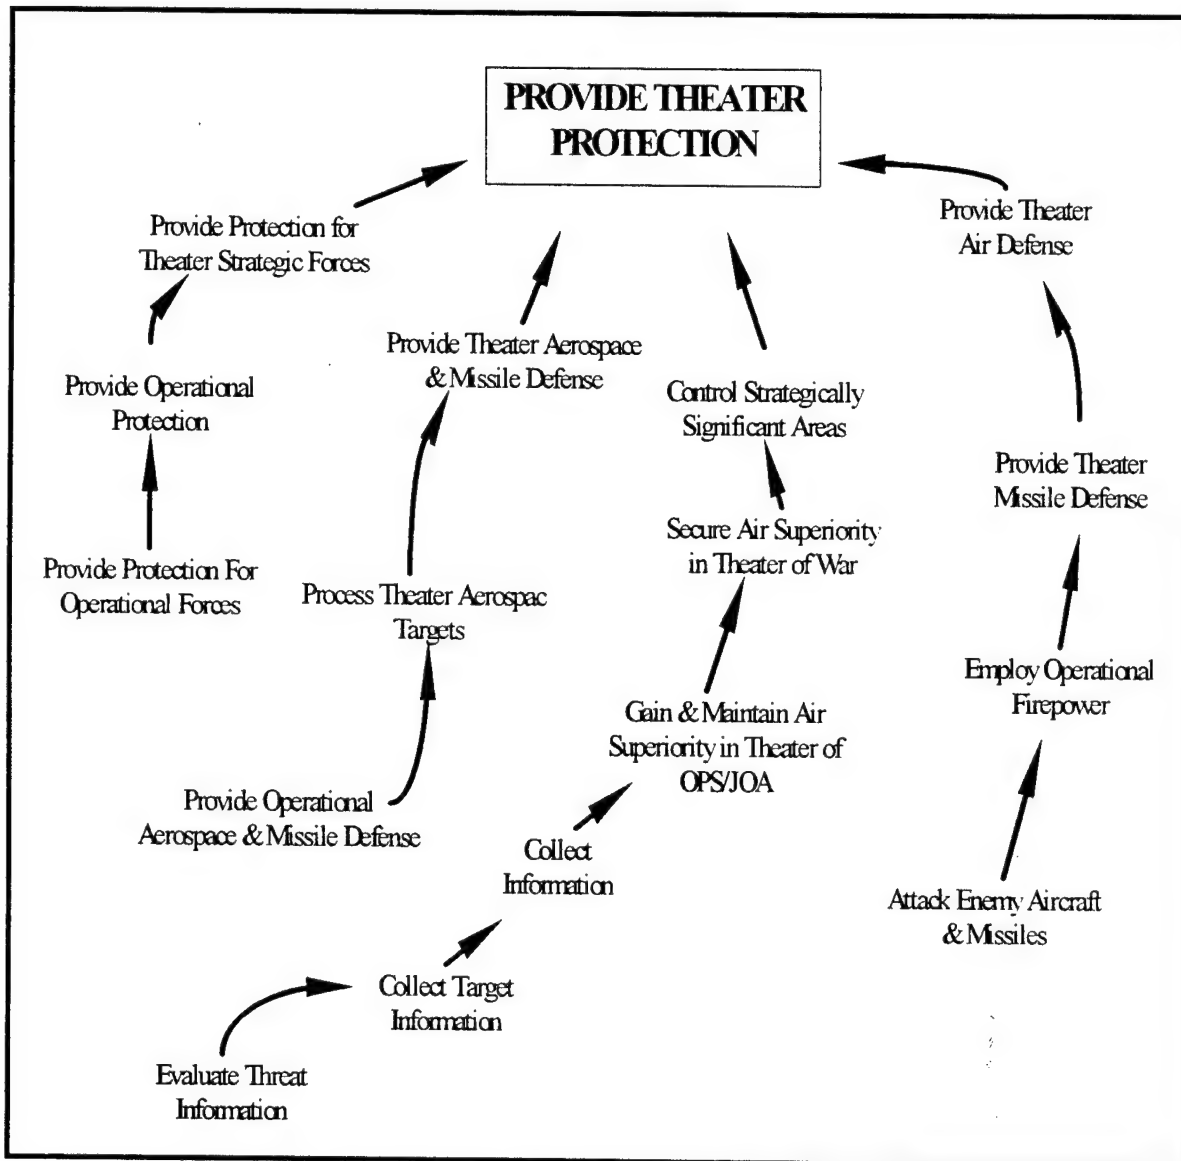 PROVIDE THEATER
PROTECTION
Provide Protection for
Theater Strategic Forces
Provide Theater
Air Defense
Provide Theater Aerospace
& Missile Defense
Provide Operational
Protection
Control Strategically
Significant Areas
Provide Theater
Missile Defense
Secure Air Superiority
in Theater of War
Provide Protection For
Operational Forces
Process Theater Aerospac
Targets
Employ Operational
Firepower
Gain & Maintain Air
Superiority in Theater of
OPS/JOA
Provide Operational
Aerospace & Missile Defense
Collect
Information
Attack Enemy Aircraft
& Missiles
Collect Target
Information
Evaluate Threat
Information